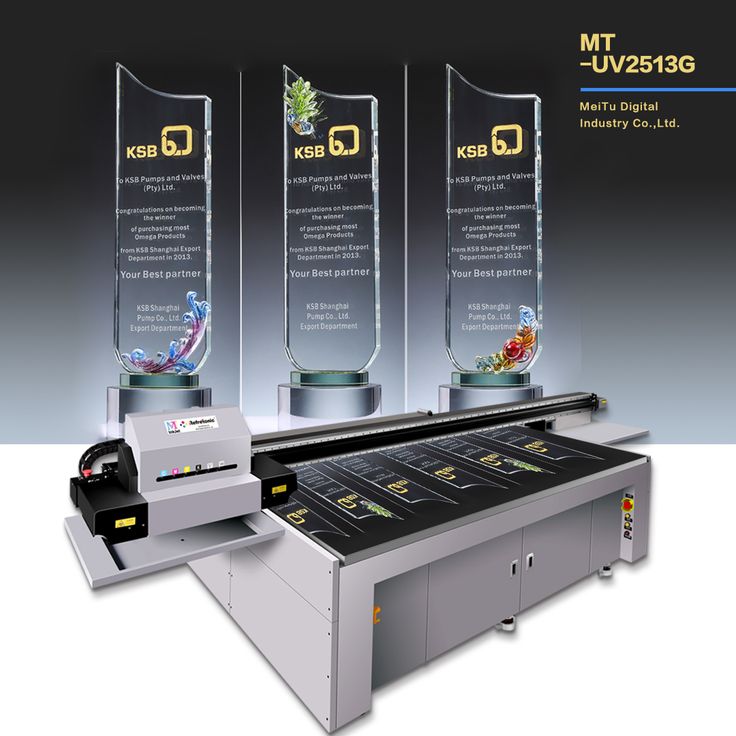 MT
-UV2513G
MeiTu Digital
Industry Co.,Ltd.
KSB
To KSB Pumps and Valves
(Pty) Ltd.
Congratulations on becoming
the winner
of purchasing most
Omega Products
from KSB Shanghai Export
Department in 2013.
Your Best partner
KSB Shanghai
Pump Co., Ltd.
Export Department
KSB
To KSB Pumps and Valves
(Pty) Ltd.
Congratulations on becoming
the winner
of purchasing most
Omega Products
from KSB Shanghai Export
Department in 2013.
Your Best partner
KSB Shanghai
Pump Co., Ltd.
Export Department
KSB
To KSB Pumps and Valves
(Pty) Ltd.
Congratulations on becoming
the winner
of purchasing most
Omega Products
from KSB Shanghai Export
Department in 2013.
Your Best partner
KSB Shanghai
Pump Co., Ltd.
Export Department